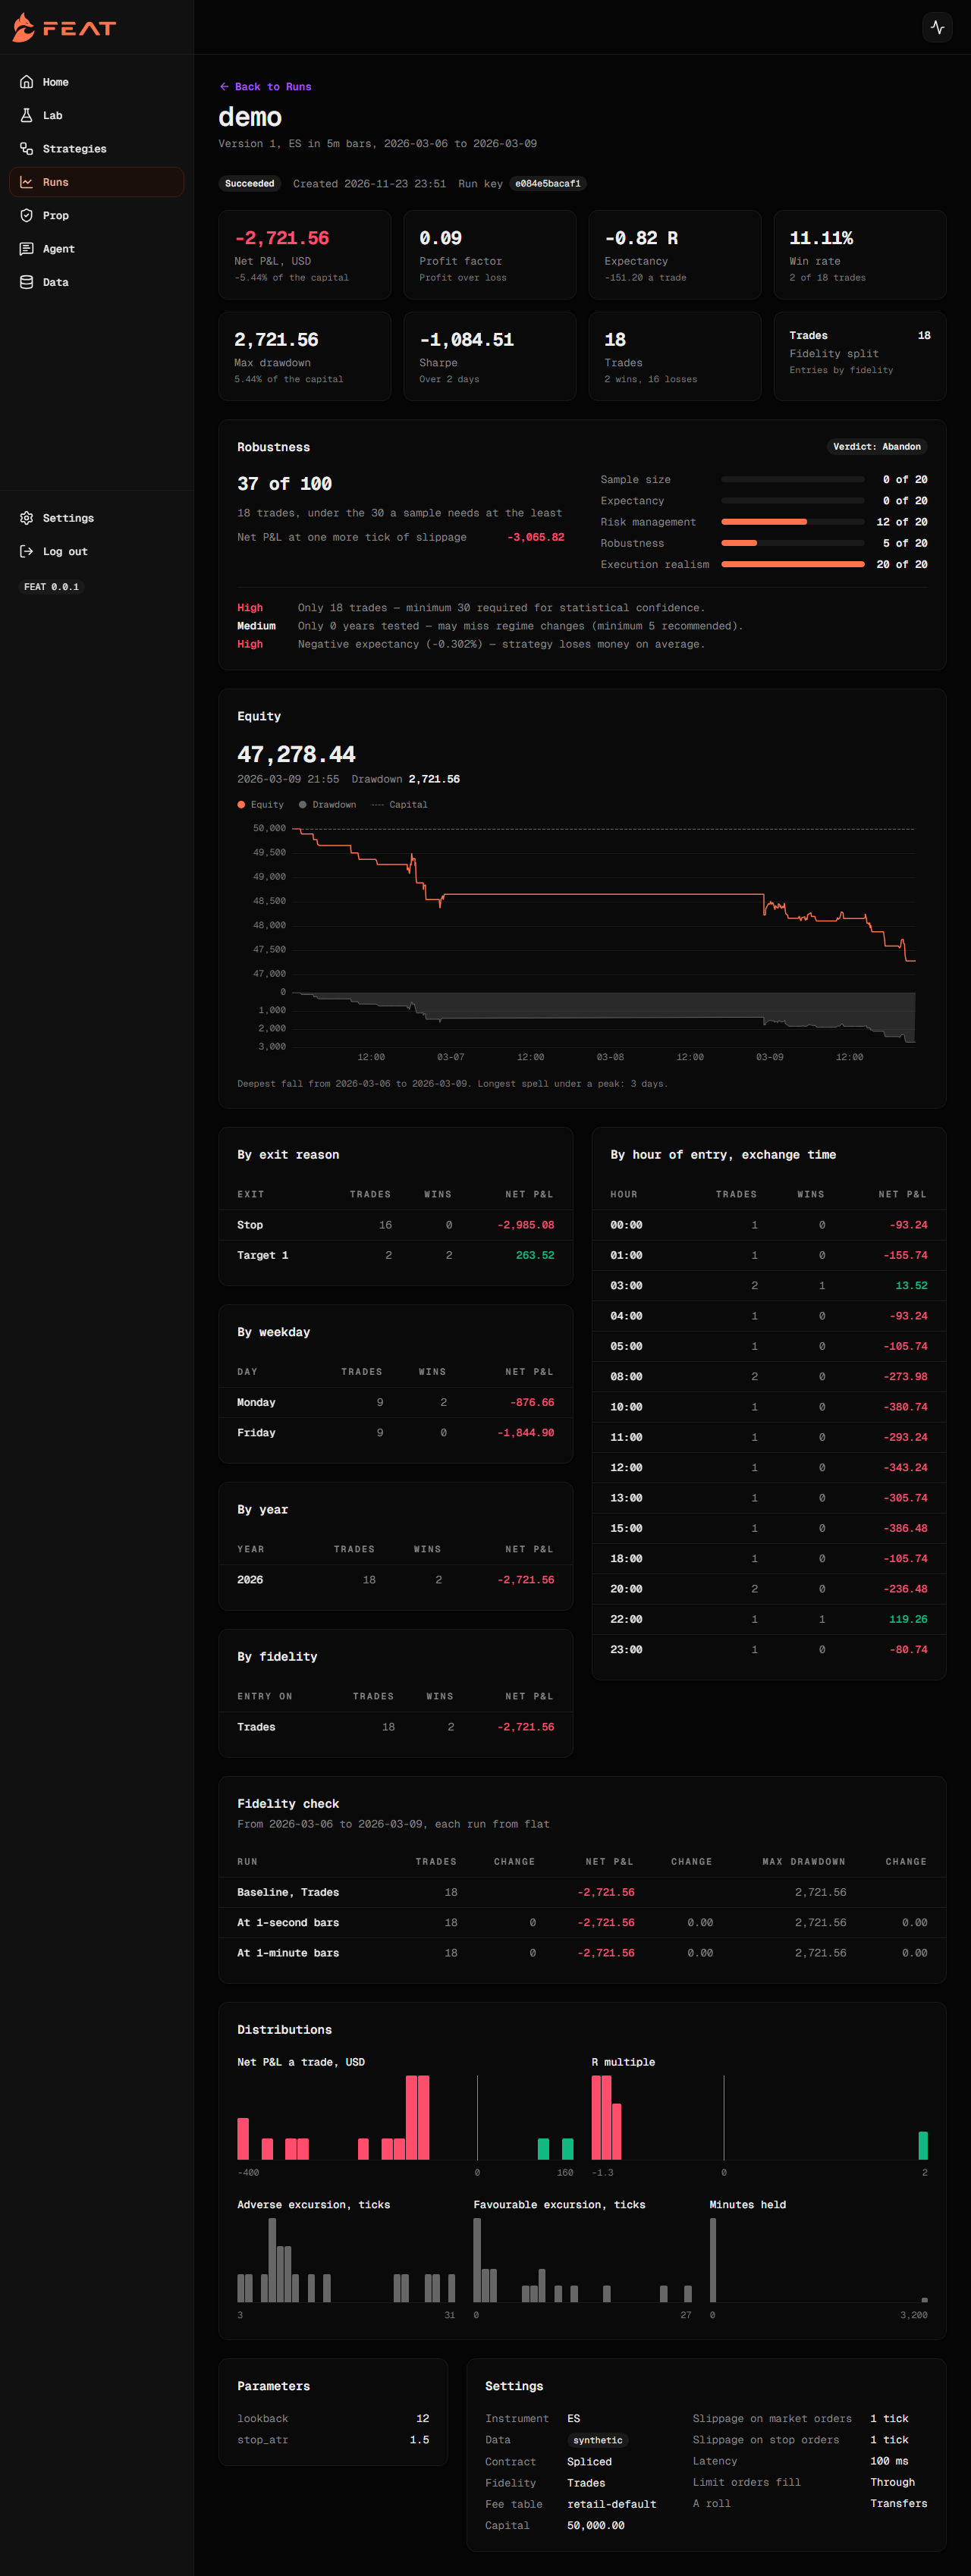 FEAT
Home
Lab
Strategies
Runs
Prop
Agent
Data
Settings
Log out
FEAT 0.0.1
← Back to Runs
demo
Version 1, ES in 5m bars, 2026-03-06 to 2026-03-09
Succeeded Created 2026-11-23 23:51 Run key e084e5bacaf1
-2,721.56
Net P&L, USD
-5.44% of the capital
0.09
Profit factor
Profit over loss
-0.82 R
Expectancy
-151.20 a trade
11.11%
Win rate
2 of 18 trades
2,721.56
Max drawdown
5.44% of the capital
-1,084.51
Sharpe
Over 2 days
18
Trades
2 wins, 16 losses
Trades 18
Fidelity split
Entries by fidelity
Robustness
Verdict: Abandon
37 of 100
18 trades, under the 30 a sample needs at the least
Net P&L at one more tick of slippage -3,065.82
Sample size 0 of 20
Expectancy 0 of 20
Risk management 12 of 20
Robustness 5 of 20
Execution realism 20 of 20
High Only 18 trades — minimum 30 required for statistical confidence.
Medium Only 0 years tested — may miss regime changes (minimum 5 recommended).
High Negative expectancy (-0.302%) — strategy loses money on average.
Equity
47,278.44
2026-03-09 21:55 Drawdown 2,721.56
Equity Drawdown Capital
50,000
49,500
49,000
48,500
48,000
47,500
47,000
0
1,000
2,000
3,000
12:00 03-07 12:00 03-08 12:00 03-09 12:00
Deepest fall from 2026-03-06 to 2026-03-09. Longest spell under a peak: 3 days.
By exit reason
EXIT TRADES WINS NET P&L
Stop 16 0 -2,985.08
Target 1 2 2 263.52
By weekday
DAY TRADES WINS NET P&L
Monday 9 2 -876.66
Friday 9 0 -1,844.90
By year
YEAR TRADES WINS NET P&L
2026 18 2 -2,721.56
By fidelity
ENTRY ON TRADES WINS NET P&L
Trades 18 2 -2,721.56
By hour of entry, exchange time
HOUR TRADES WINS NET P&L
00:00 1 0 -93.24
01:00 1 0 -155.74
03:00 2 1 13.52
04:00 1 0 -93.24
05:00 1 0 -105.74
08:00 2 0 -273.98
10:00 1 0 -380.74
11:00 1 0 -293.24
12:00 1 0 -343.24
13:00 1 0 -305.74
15:00 1 0 -386.48
18:00 1 0 -105.74
20:00 2 0 -236.48
22:00 1 1 119.26
23:00 1 0 -80.74
Fidelity check
From 2026-03-06 to 2026-03-09, each run from flat
RUN TRADES CHANGE NET P&L CHANGE MAX DRAWDOWN CHANGE
Baseline, Trades 18 -2,721.56 2,721.56
At 1-second bars 18 0 -2,721.56 0.00 2,721.56 0.00
At 1-minute bars 18 0 -2,721.56 0.00 2,721.56 0.00
Distributions
Net P&L a trade, USD
-400 0 160
R multiple
-1.3 0 2
Adverse excursion, ticks
3 31
Favourable excursion, ticks
0 27
Minutes held
0 3,200
Parameters
lookback 12
stop_atr 1.5
Settings
Instrument ES
Data synthetic
Contract Spliced
Fidelity Trades
Fee table retail-default
Capital 50,000.00
Slippage on market orders 1 tick
Slippage on stop orders 1 tick
Latency 100 ms
Limit orders fill Through
A roll Transfers